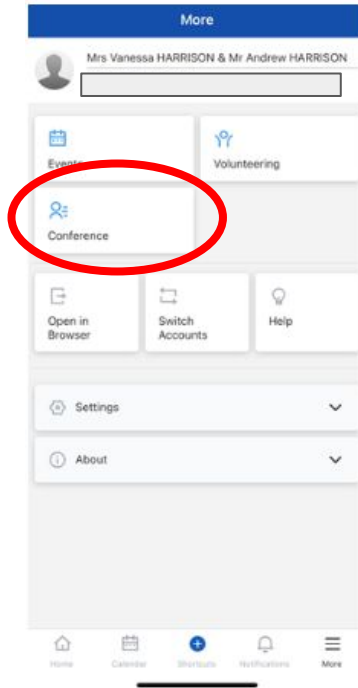 More
Mrs Vanessa HARRISON & Mr Andrew HARRISON
Events
Volunteering
Conference
Open in
Browser
Switch
Accounts
Help
Settings
About
Home
Calendar
Shortcuts
Notifications
More